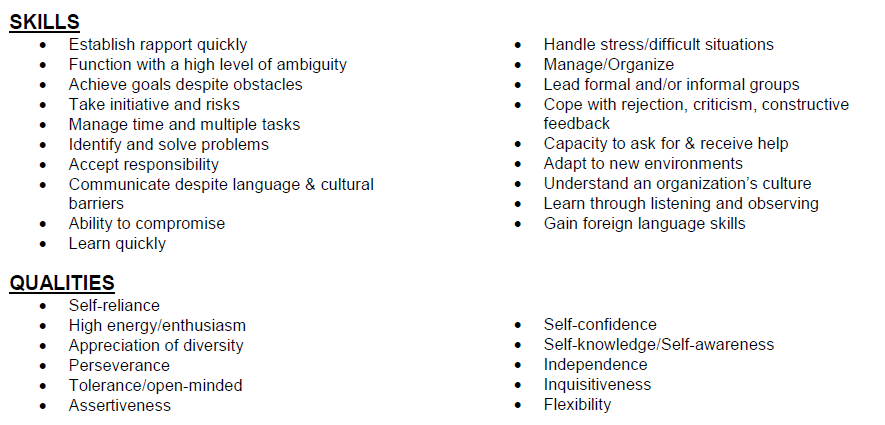 SKILLS
• Establish rapport quickly
• Function with a high level of ambiguity
• Achieve goals despite obstacles
• Take initiative and risks
• Manage time and multiple tasks
• Identify and solve problems
• Accept responsibility
• Communicate despite language & cultural
barriers
• Ability to compromise
• Learn quickly
• Handle stress/difficult situations
• Manage/Organize
• Lead formal and/or informal groups
• Cope with rejection, criticism, constructive
feedback
• Capacity to ask for & receive help
• Adapt to new environments
• Understand an organization’s culture
• Learn through listening and observing
• Gain foreign language skills
QUALITIES
• Self-reliance
• High energy/enthusiasm
• Appreciation of diversity
• Perseverance
• Tolerance/open-minded
• Assertiveness
• Self-confidence
• Self-knowledge/Self-awareness
• Independence
• Inquisitiveness
• Flexibility